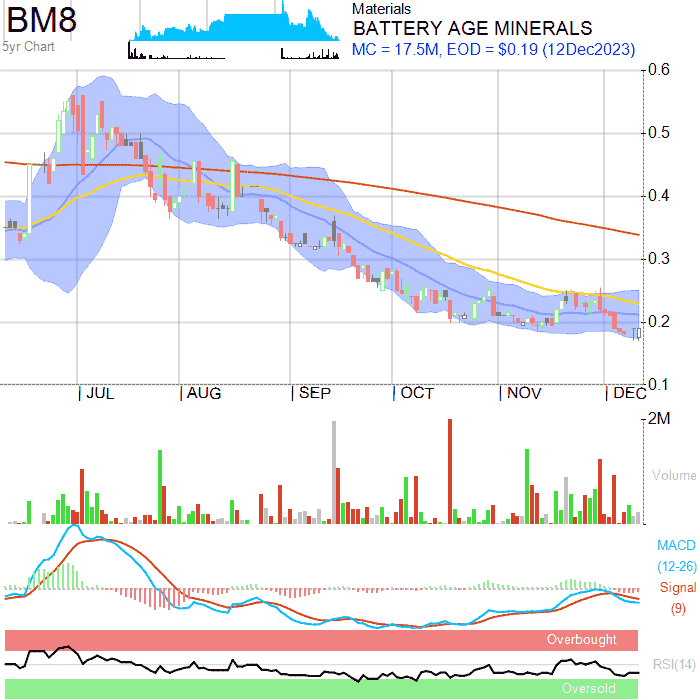 BM8
5yr Chart
Materials
BATTERY AGE MINERALS
MC = 17.5M, EOD = $0.19 (12Dec2023)
0.6
0.5
0.4
0.3
0.2
0.1
JUL AUG SEP OCT NOV DEC
2M
Volume
MACD
(12-26)
Signal
(9)
Overbought
RSI(14)
Oversold